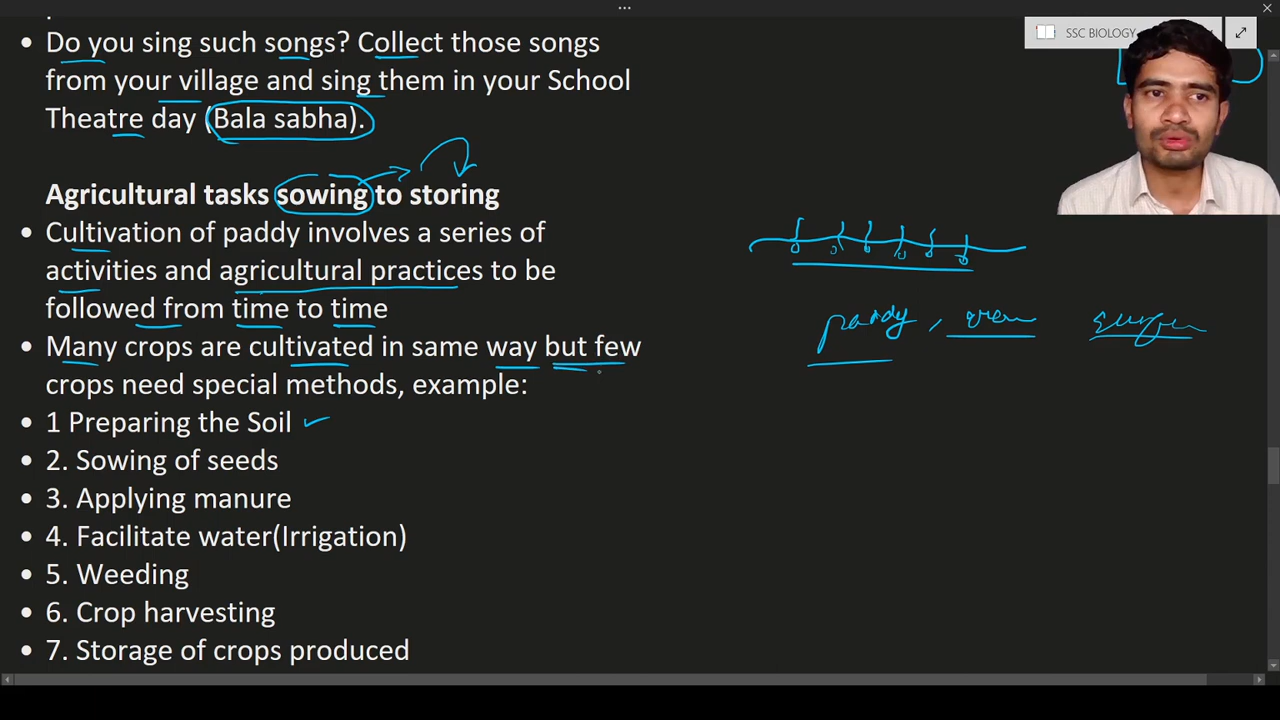 SSC BIOLOGY
Do you sing such songs? Collect those songs
from your village and sing them in your School
Theatre day (Bala sabha).
Agricultural tasks sowing to storing
• Cultivation of paddy involves a series of
activities and agricultural practices to be
followed from time to time
• Many crops are cultivated in same way but few
crops need special methods, example:
• 1 Preparing the Soil
• 2. Sowing of seeds
• 3. Applying manure
• 4. Facilitate water(Irrigation)
• 5. Weeding
• 6. Crop harvesting
• 7. Storage of crops produced
paddy,